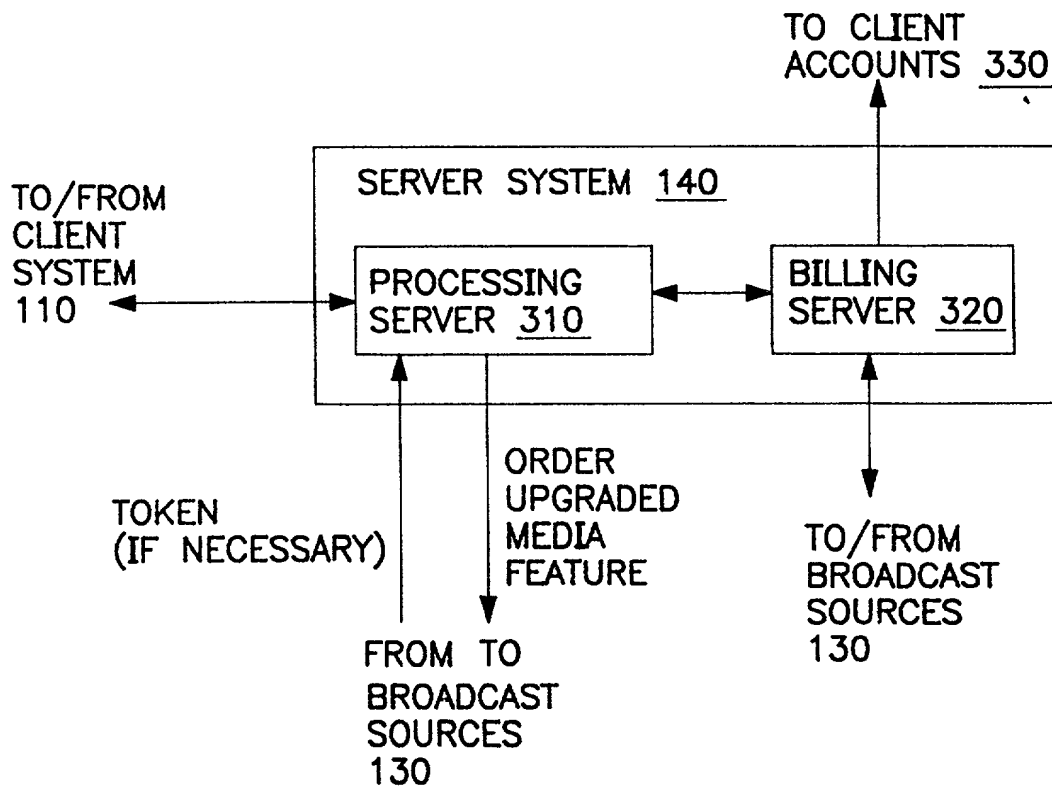 TO CLIENT
ACCOUNTS 330
SERVER SYSTEM 140
TO/FROM
CLIENT
SYSTEM
110
PROCESSING
SERVER 310
BILLING
SERVER 320
TOKEN
(IF NECESSARY)
ORDER
UPGRADED
MEDIA
FEATURE
FROM TO
BROADCAST
SOURCES
130
TO/FROM
BROADCAST
SOURCES
130